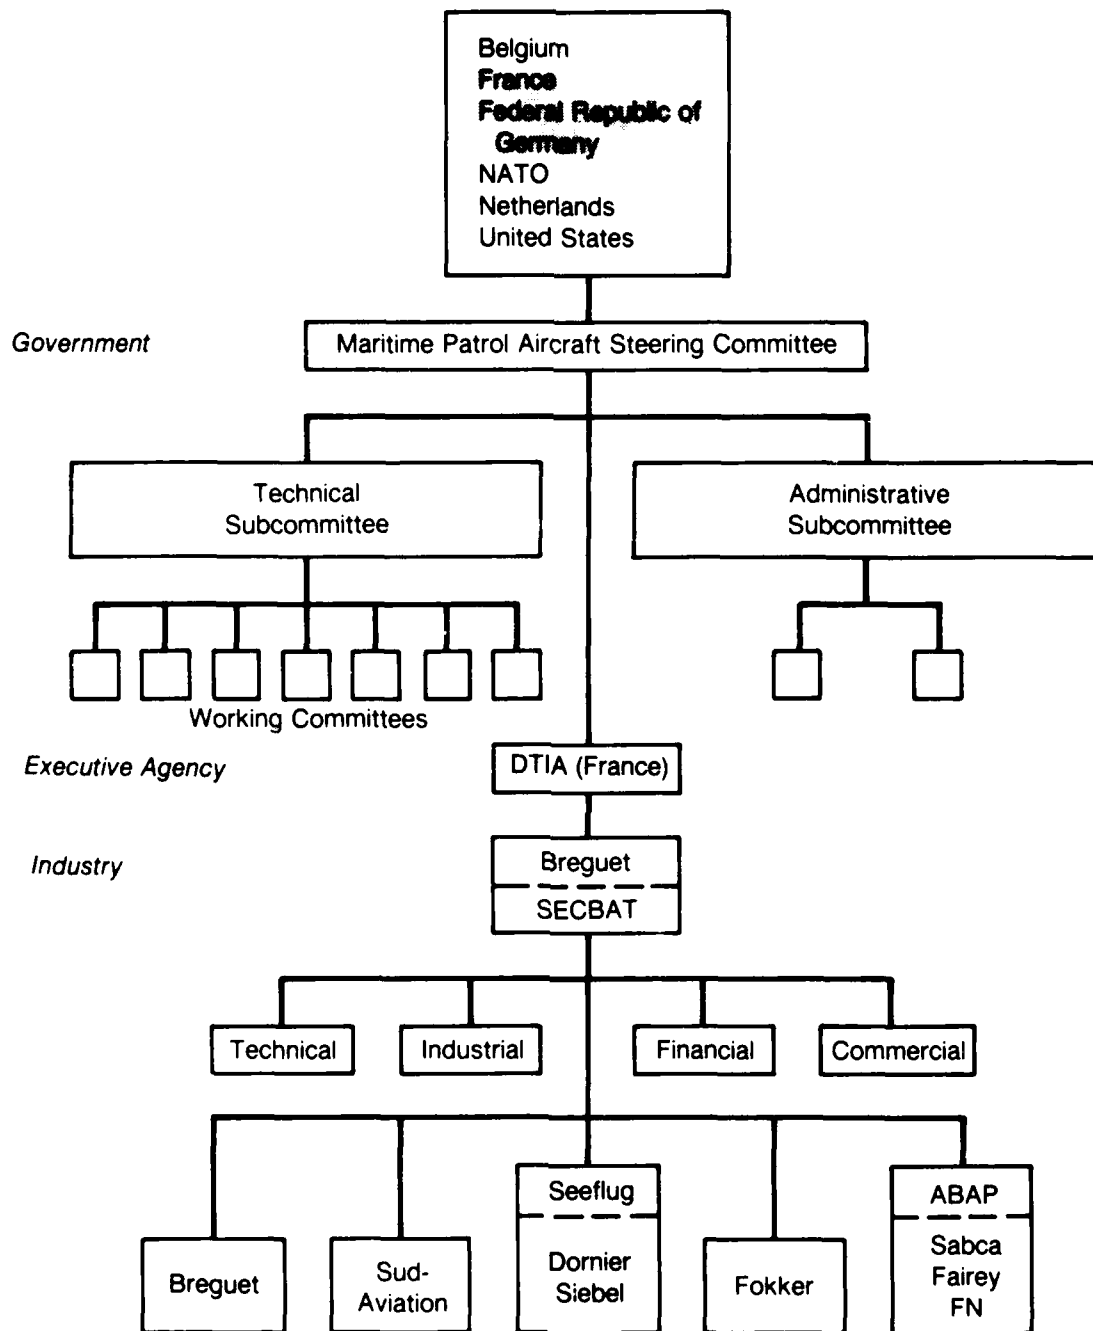 Belgium
France
Federal Republic of
Germany
NATO
Netherlands
United States
Government
Maritime Patrol Aircraft Steering Committee
Technical
Subcommittee
Administrative
Subcommittee
Working Committees
Executive Agency
DTIA (France)
Industry
Breguet
SECBAT
Technical
Industrial
Financial
Commercial
Breguet
Sud-
Aviation
Seeflug
Dornier
Siebel
Fokker
ABAP
Sabca
Fairey
FN